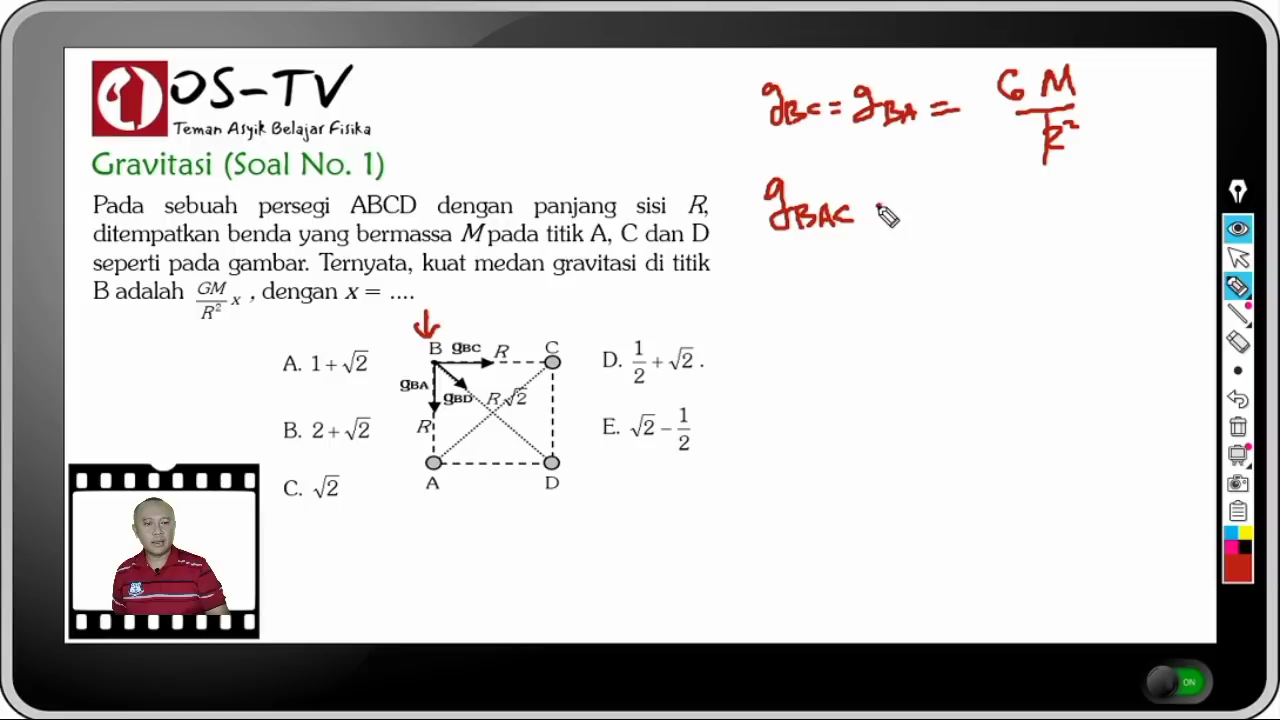 OS-TV
Teman Asyik Belajar Fisika
Gravitasi (Soal No. 1)
Pada sebuah persegi ABCD dengan panjang sisi R,
ditempatkan benda yang bermassa M pada titik A, C dan D
seperti pada gambar. Ternyata, kuat medan gravitasi di titik
B adalah GM/R² x , dengan x = ....
A. 1 + √2
B. 2 + √2
C. √2
D. 1/2 + √2 .
E. √2 − 1/2
B gBC R C
gBA
gBD R√2
R
A D
gBC = gBA = GM/R²
gBAC
ON